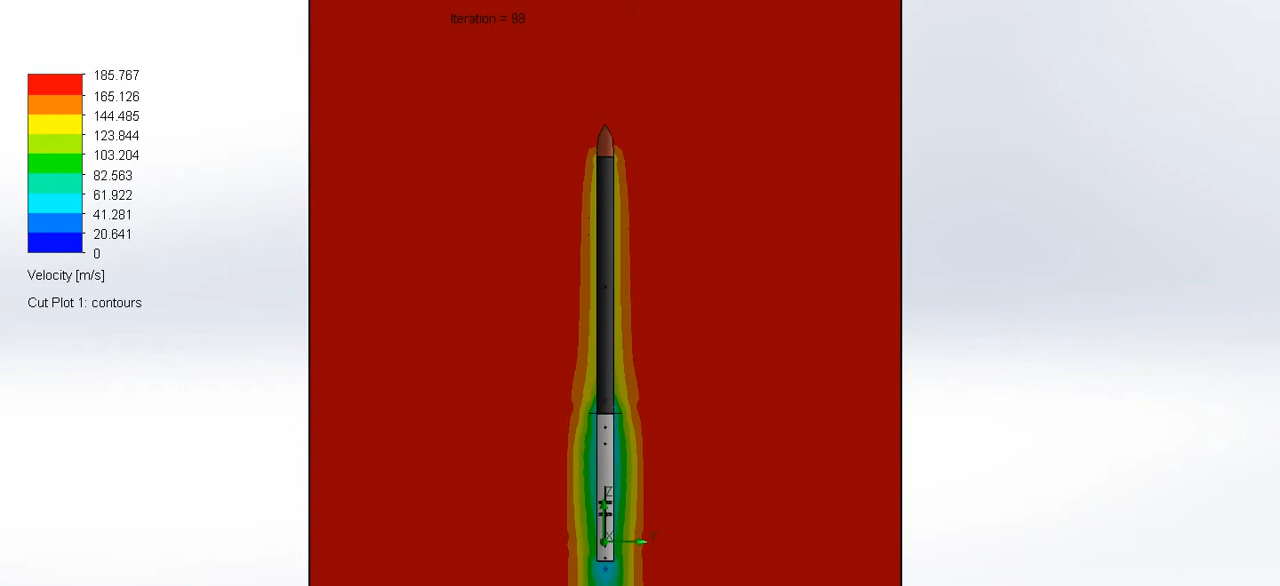 Iteration = 98
185.767
165.126
144.485
123.844
103.204
82.563
61.922
41.281
20.641
0
Velocity [m/s]
Cut Plot 1: contours
Z
X
Y